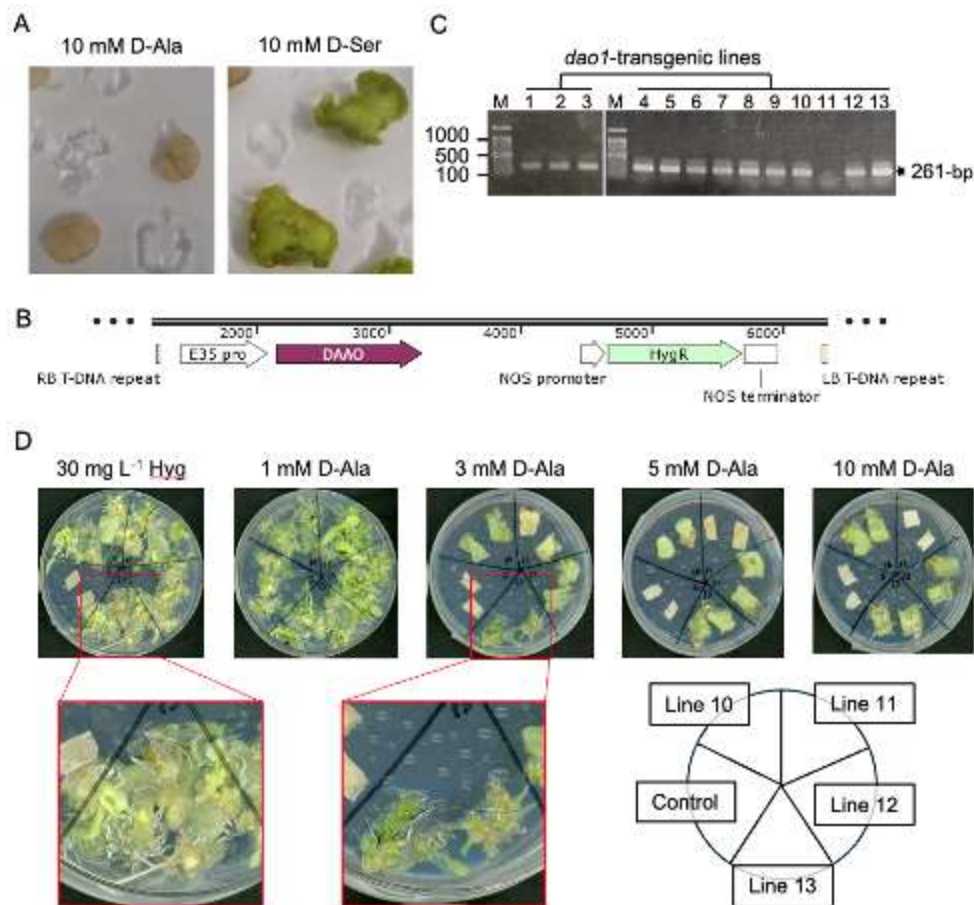 A
10 mM D-Ala
10 mM D-Ser
C
dao1-transgenic lines
M 1 2 3 M 4 5 6 7 8 9 10 11 12 13
1000
500
100
261-bp
B
2000 3000 4000 5000 6000
E35 pro
DAAO
HygR
RB T-DNA repeat
NOS promoter
LB T-DNA repeat
NOS terminator
D
30 mg L⁻¹ Hyg
1 mM D-Ala
3 mM D-Ala
5 mM D-Ala
10 mM D-Ala
Line 10
Line 11
Control
Line 12
Line 13